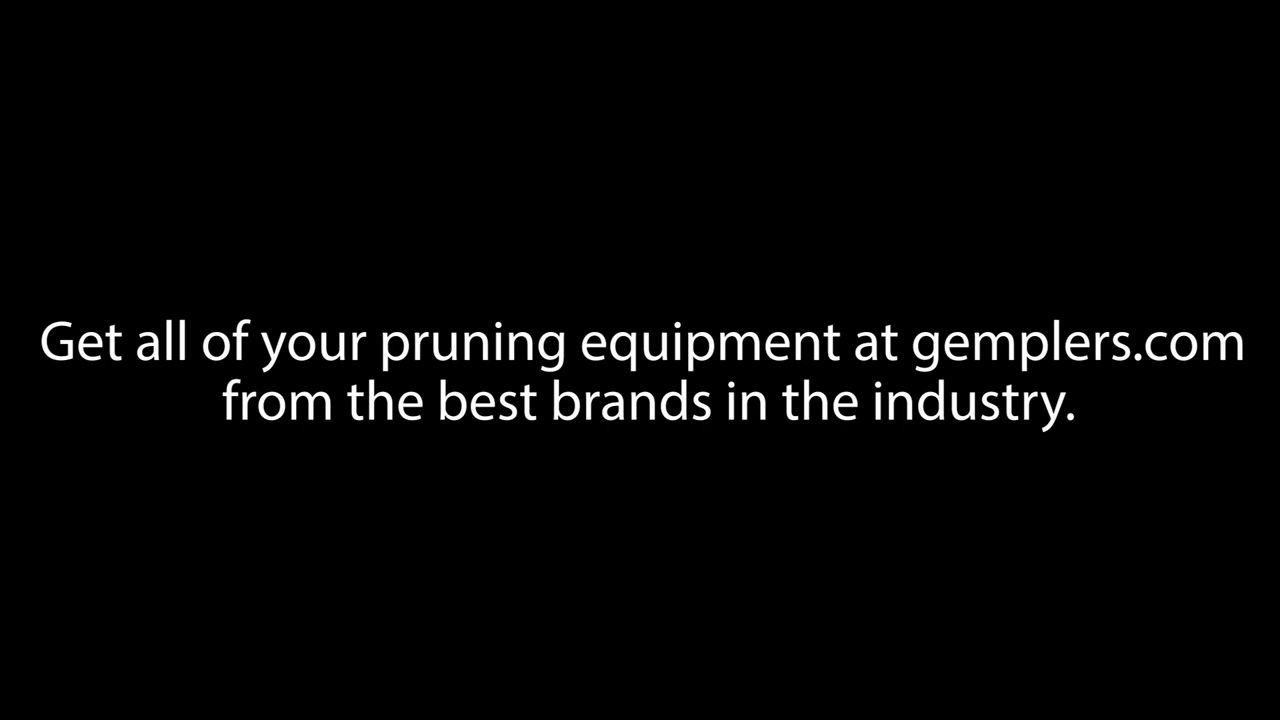 Get all of your pruning equipment at gemplers.com
from the best brands in the industry.